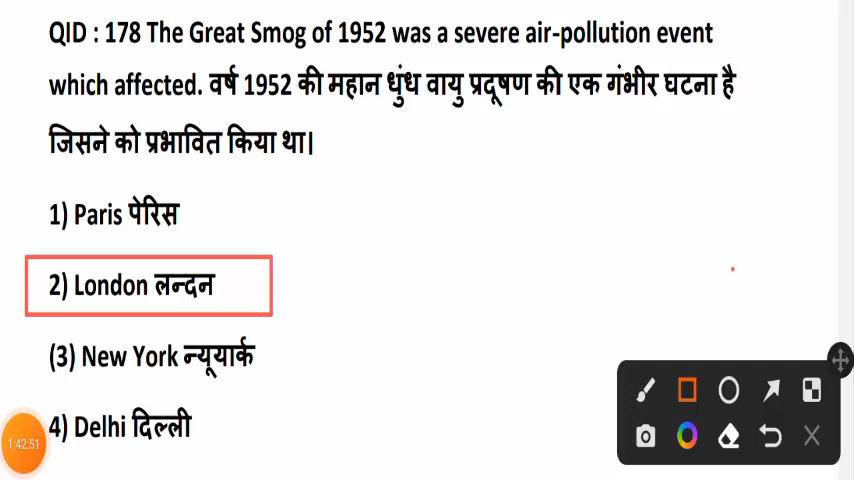 QID : 178 The Great Smog of 1952 was a severe air-pollution event
which affected. वर्ष 1952 की महान धुंध वायु प्रदूषण की एक गंभीर घटना है
जिसने को प्रभावित किया था।
1) Paris पेरिस
2) London लन्दन
(3) New York न्यूयार्क
4) Delhi दिल्ली
1:42:51